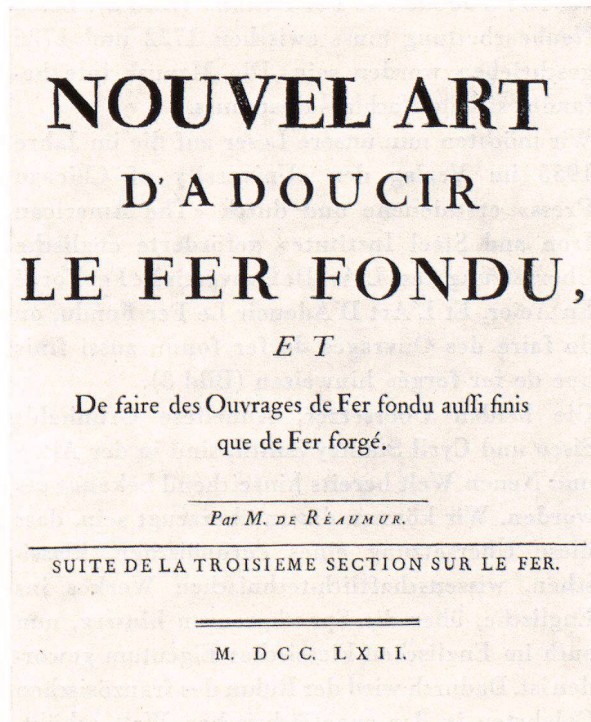 NOUVEL ART
D'ADOUCIR
LE FER FONDU,
ET
De faire des Ouvrages de Fer fondu auſſi finis
que de Fer forgé.
Par M. DE RÉAUMUR.
SUITE DE LA TROISIEME SECTION SUR LE FER.
M. DCC. LXII.